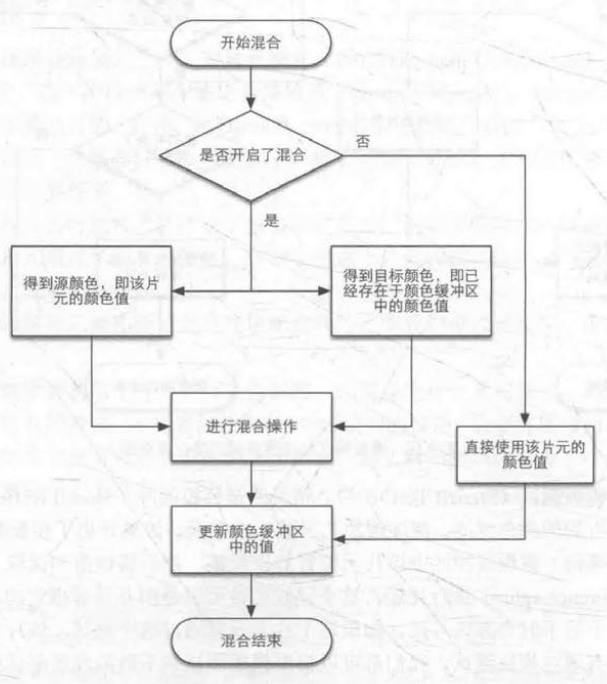 开始混合
是否开启了混合
否
是
得到源颜色，即该片
元的颜色值
得到目标颜色，即已
经存在于颜色缓冲区
中的颜色值
进行混合操作
直接使用该片元的
颜色值
更新颜色缓冲区
中的值
混合结束